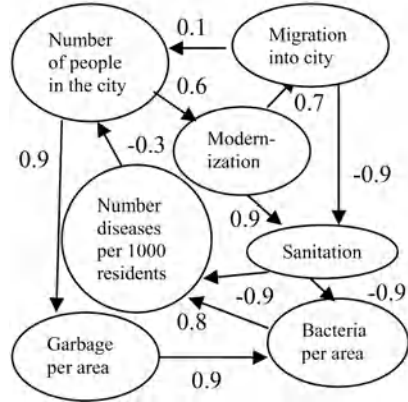 0.1
Number
of people
in the city
Migration
into city
0.6
0.7
Modern-
ization
-0.3
0.9
-0.9
Number
diseases
per 1000
residents
0.9
Sanitation
-0.9
-0.9
0.8
Garbage
per area
Bacteria
per area
0.9